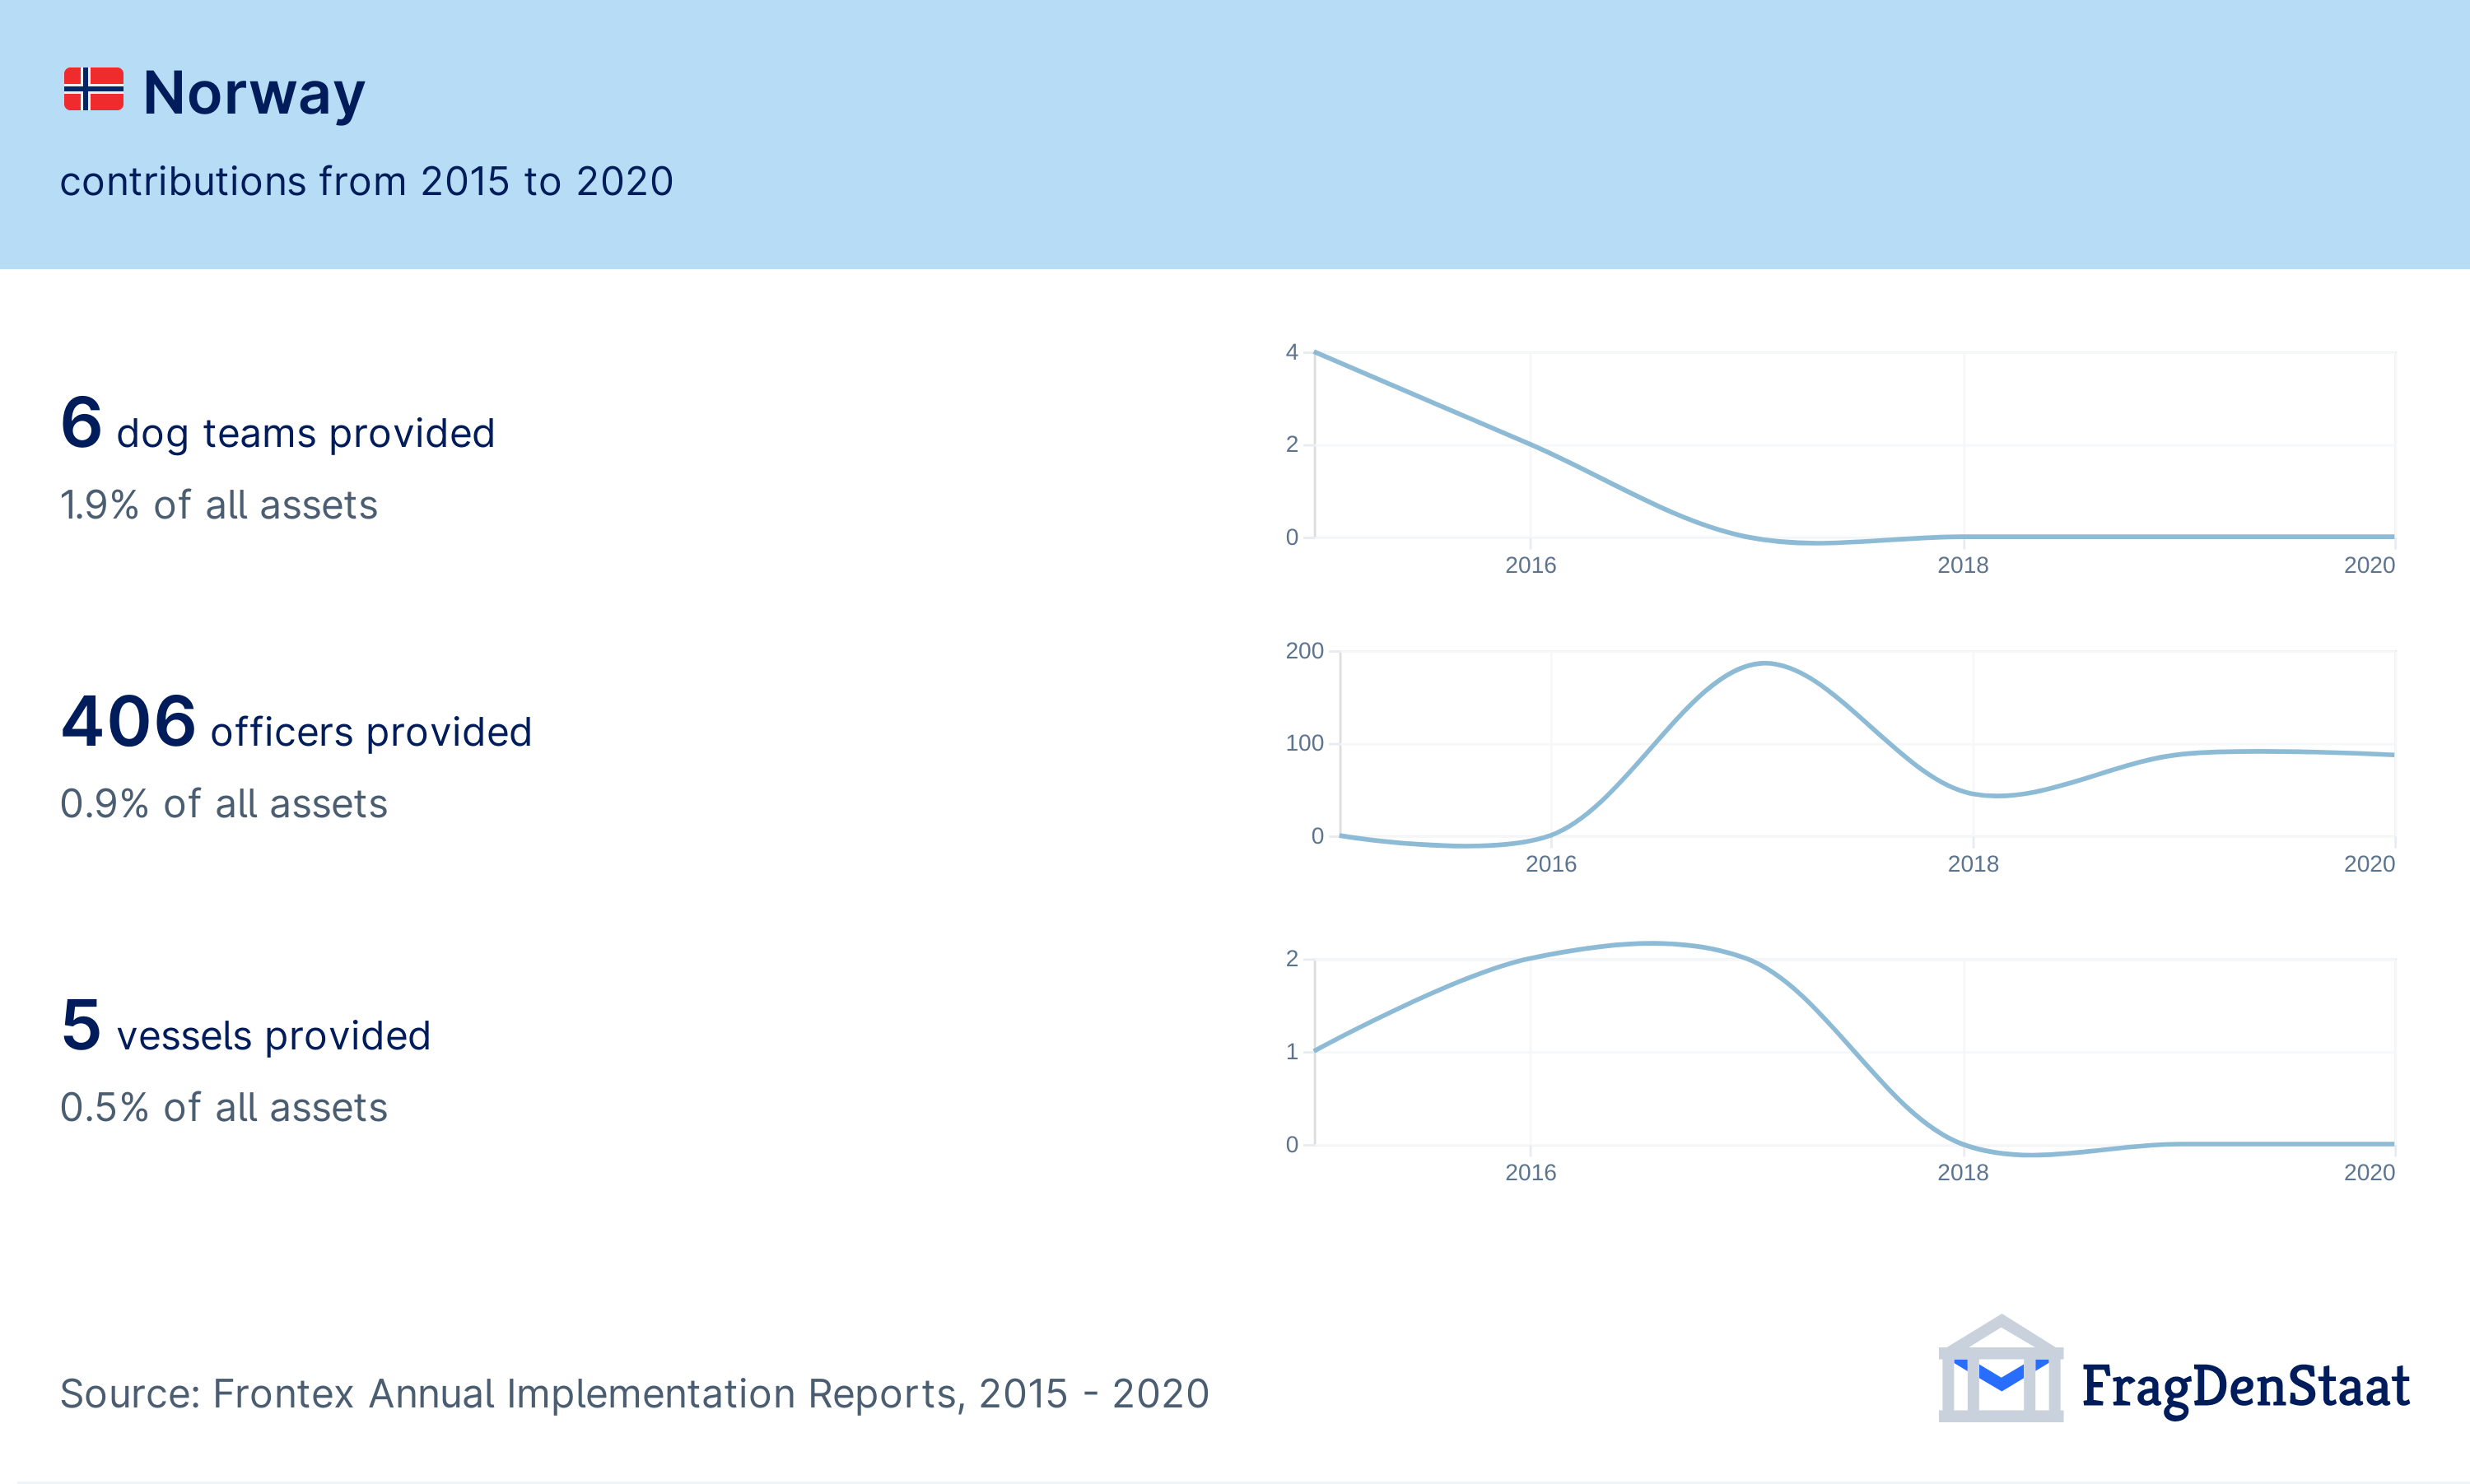 Norway
contributions from 2015 to 2020
6 dog teams provided
1.9% of all assets
4
2
0
2016 2018 2020
406 officers provided
0.9% of all assets
200
100
0
2016 2018 2020
5 vessels provided
0.5% of all assets
2
1
0
2016 2018 2020
Source: Frontex Annual Implementation Reports, 2015 - 2020
FragDenStaat